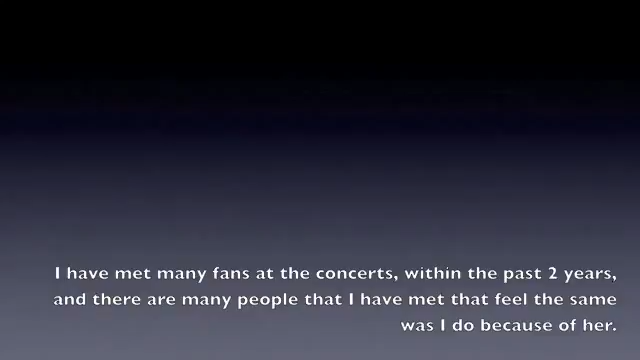 I have met many fans at the concerts, within the past 2 years,
and there are many people that I have met that feel the same
was I do because of her.